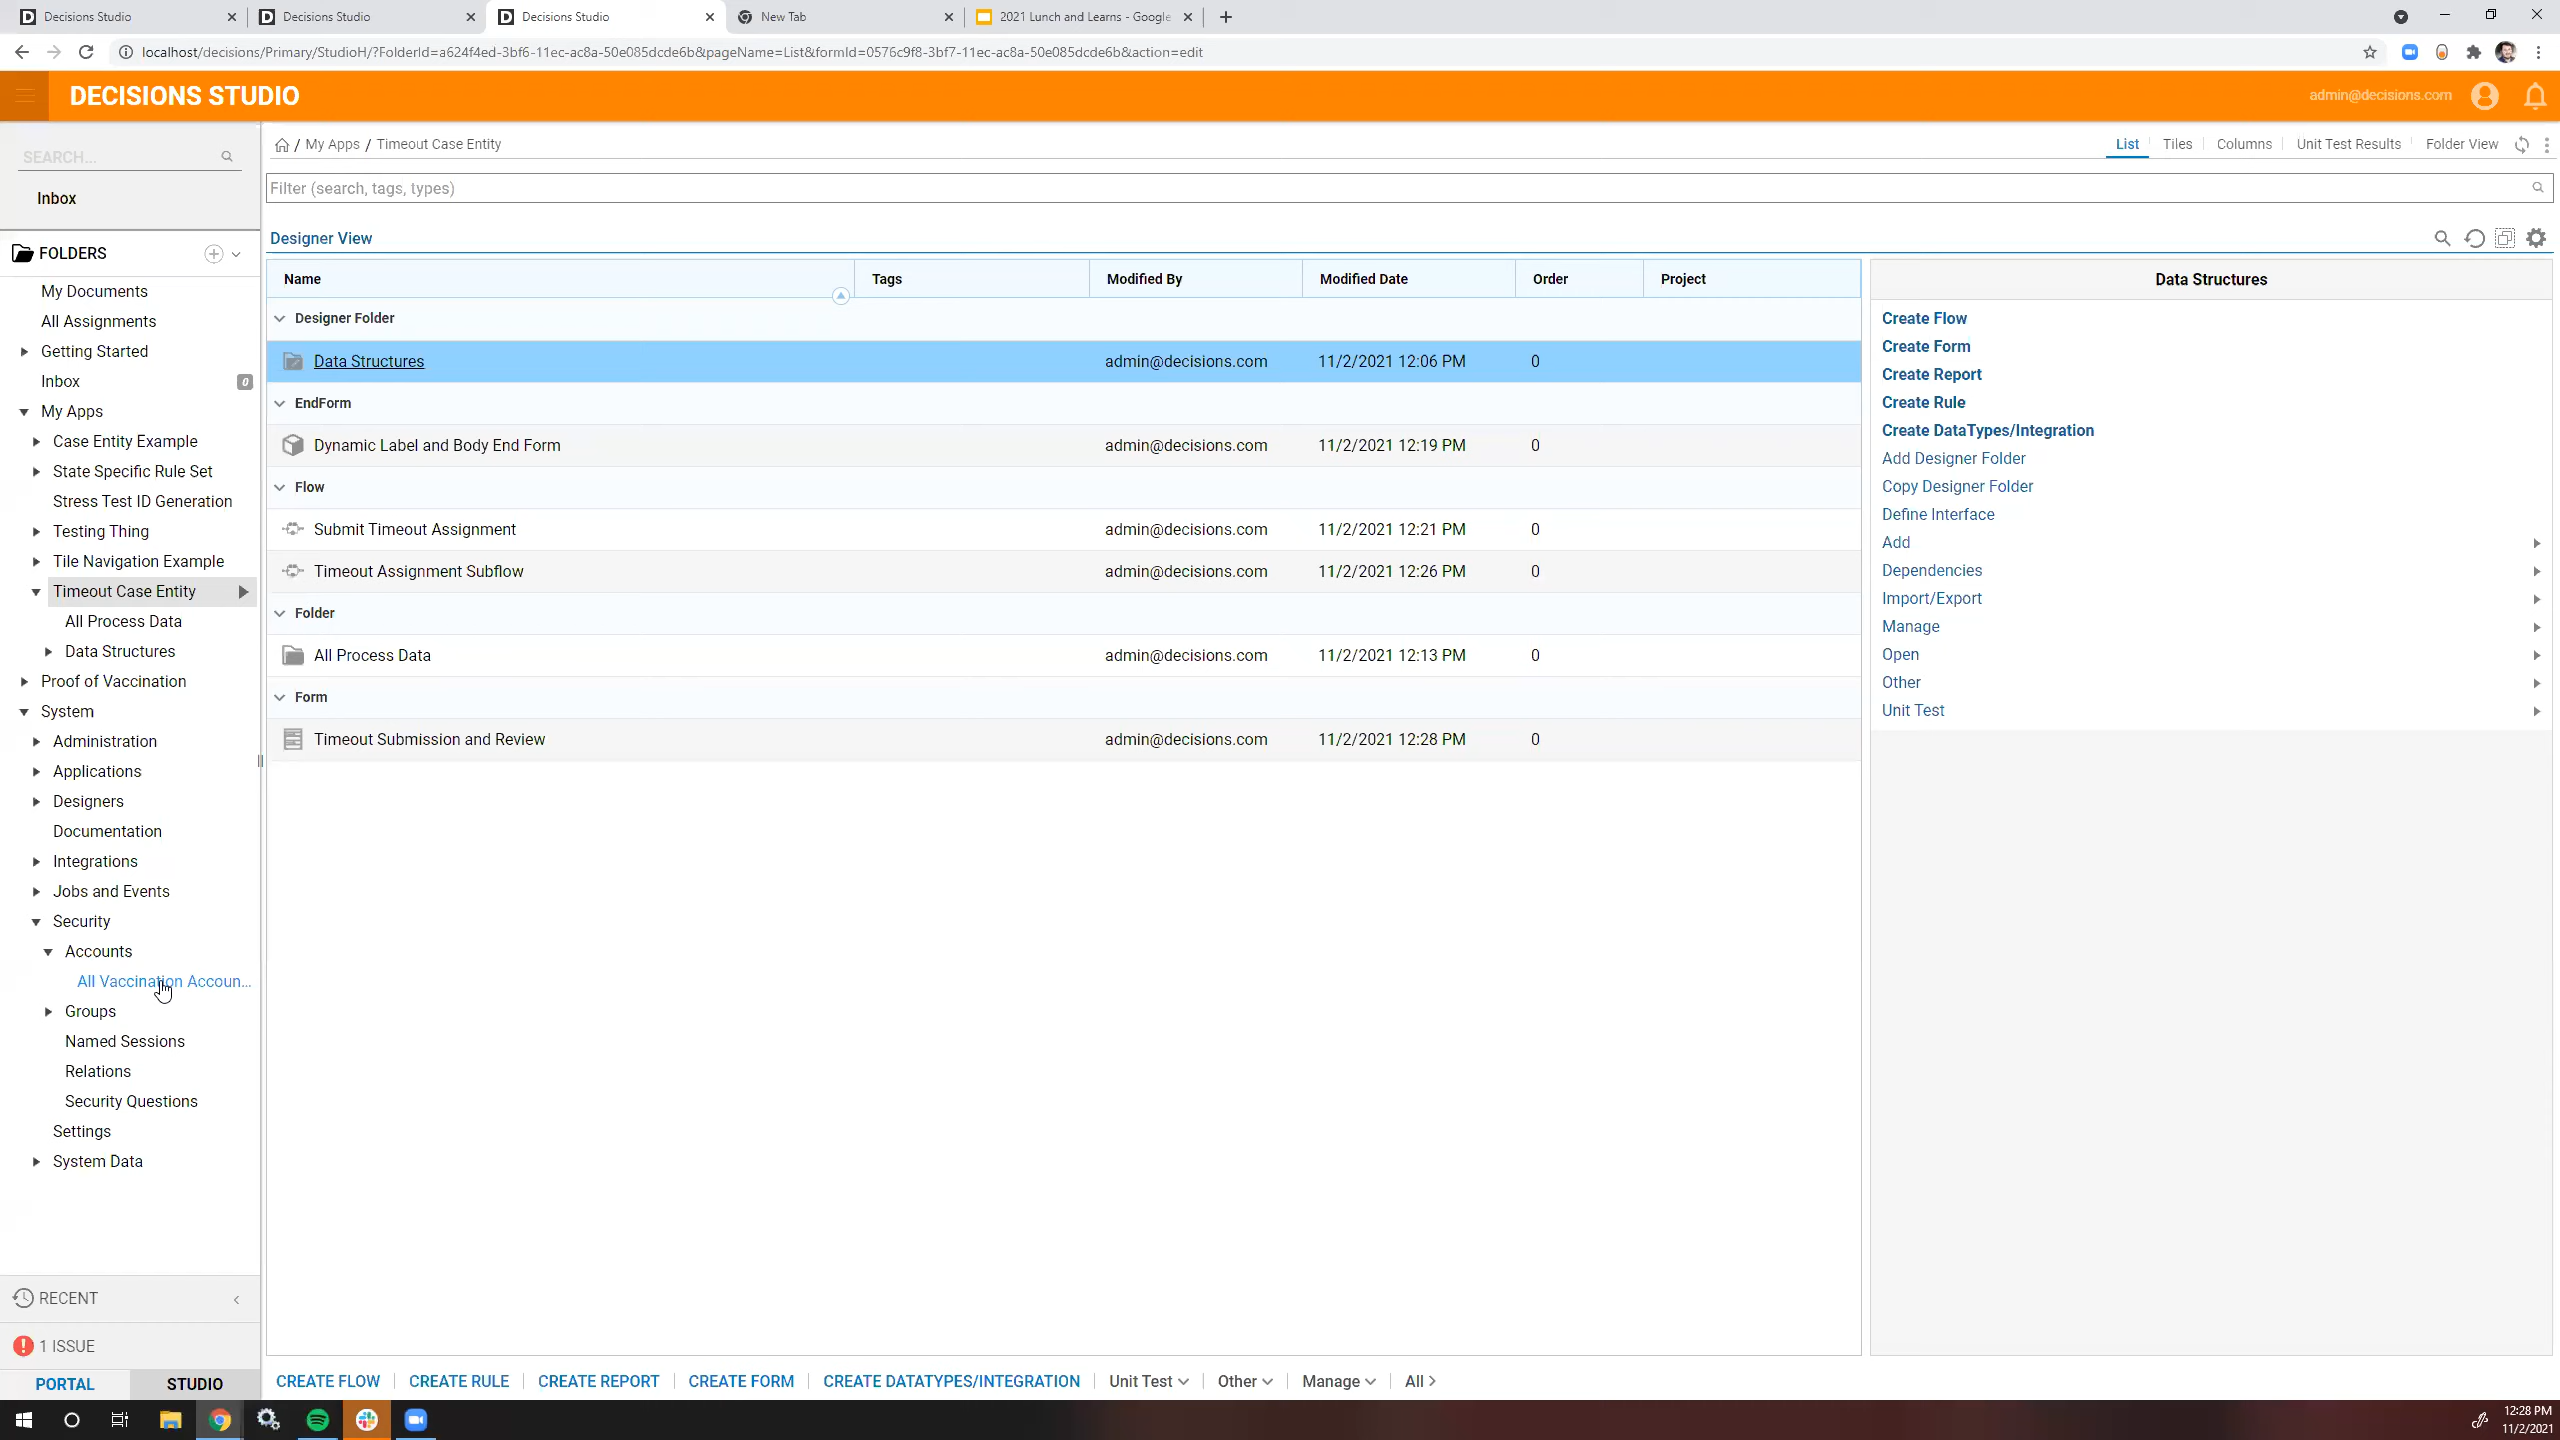 Decisions Studio
Decisions Studio
Decisions Studio
New Tab
2021 Lunch and Learns - Google
localhost/decisions/Primary/StudioH/?FolderId=a624f4ed-3bf6-11ec-ac8a-50e085dcde6b&pageName=List&formId=0576c9f8-3bf7-11ec-ac8a-50e085dcde6b&action=edit
DECISIONS STUDIO
admin@decisions.com
SEARCH...
Inbox
FOLDERS
My Documents
All Assignments
Getting Started
Inbox 0
My Apps
Case Entity Example
State Specific Rule Set
Stress Test ID Generation
Testing Thing
Tile Navigation Example
Timeout Case Entity
All Process Data
Data Structures
Proof of Vaccination
System
Administration
Applications
Designers
Documentation
Integrations
Jobs and Events
Security
Accounts
All Vaccination Accoun...
Groups
Named Sessions
Relations
Security Questions
Settings
System Data
RECENT
1 ISSUE
PORTAL STUDIO
/ My Apps / Timeout Case Entity
List Tiles Columns Unit Test Results Folder View
Filter (search, tags, types)
Designer View
Name Tags Modified By Modified Date Order Project
Designer Folder
Data Structures admin@decisions.com 11/2/2021 12:06 PM 0
EndForm
Dynamic Label and Body End Form admin@decisions.com 11/2/2021 12:19 PM 0
Flow
Submit Timeout Assignment admin@decisions.com 11/2/2021 12:21 PM 0
Timeout Assignment Subflow admin@decisions.com 11/2/2021 12:26 PM 0
Folder
All Process Data admin@decisions.com 11/2/2021 12:13 PM 0
Form
Timeout Submission and Review admin@decisions.com 11/2/2021 12:28 PM 0
Data Structures
Create Flow
Create Form
Create Report
Create Rule
Create DataTypes/Integration
Add Designer Folder
Copy Designer Folder
Define Interface
Add
Dependencies
Import/Export
Manage
Open
Other
Unit Test
CREATE FLOW CREATE RULE CREATE REPORT CREATE FORM CREATE DATATYPES/INTEGRATION Unit Test Other Manage All
12:28 PM
11/2/2021